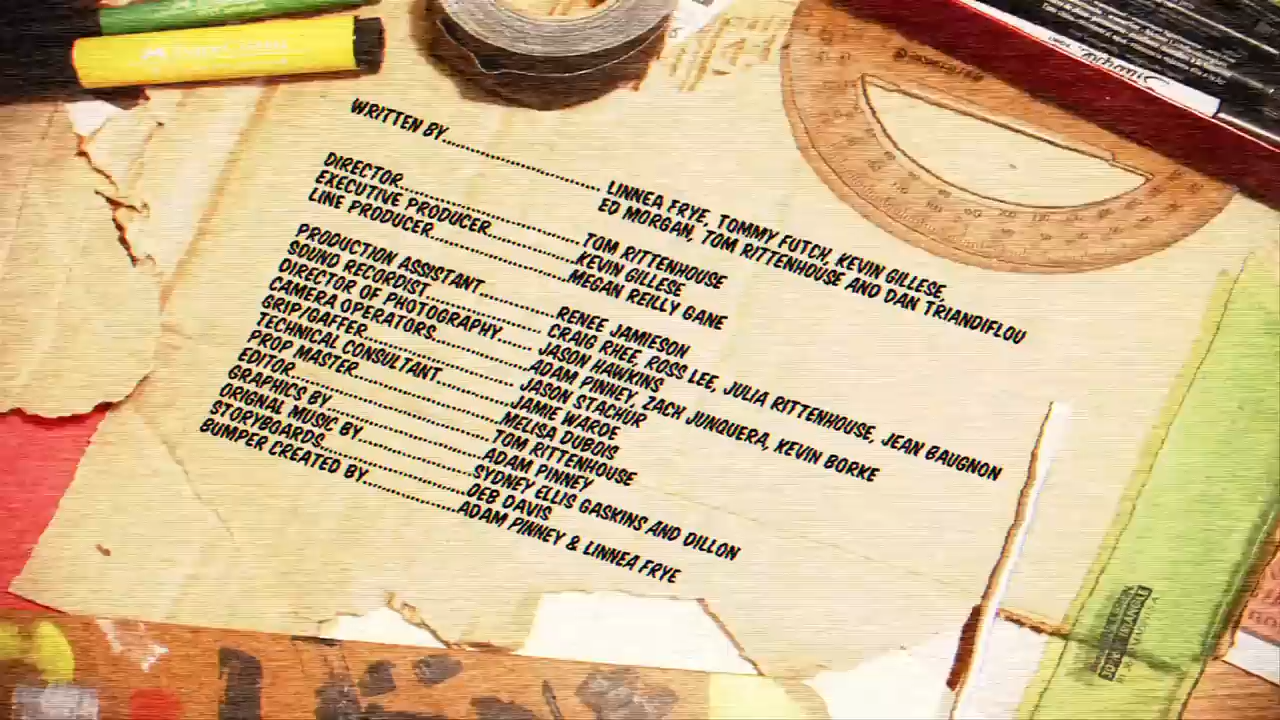 WRITTEN BY..............................LINNEA FRYE, TOMMY FUTCH, KEVIN GILLESE,
ED MORGAN, TOM RITTENHOUSE AND DAN TRIANDIFLOU
DIRECTOR..............................TOM RITTENHOUSE
EXECUTIVE PRODUCER..............................KEVIN GILLESE
LINE PRODUCER..............................MEGAN REILLY GANE
PRODUCTION ASSISTANT..............................RENEE JAMIESON
SOUND RECORDIST..............................CRAIG RHEE, ROSS LEE, JULIA RITTENHOUSE, JEAN BAUGNON
DIRECTOR OF PHOTOGRAPHY..............................JASON HAWKINS
CAMERA OPERATORS..............................ADAM PINNEY, ZACH JUNQUERA, KEVIN BORKE
GRIP/GAFFER..............................JASON STACHUR
TECHNICAL CONSULTANT..............................JAMIE WARDE
PROP MASTER..............................MELISA DUBOIS
EDITOR..............................TOM RITTENHOUSE
GRAPHICS BY..............................ADAM PINNEY
ORIGNAL MUSIC BY..............................SYDNEY ELLIS GASKINS AND DILLON
STORYBOARDS..............................DEB DAVIS
BUMPER CREATED BY..............................ADAM PINNEY & LINNEA FRYE